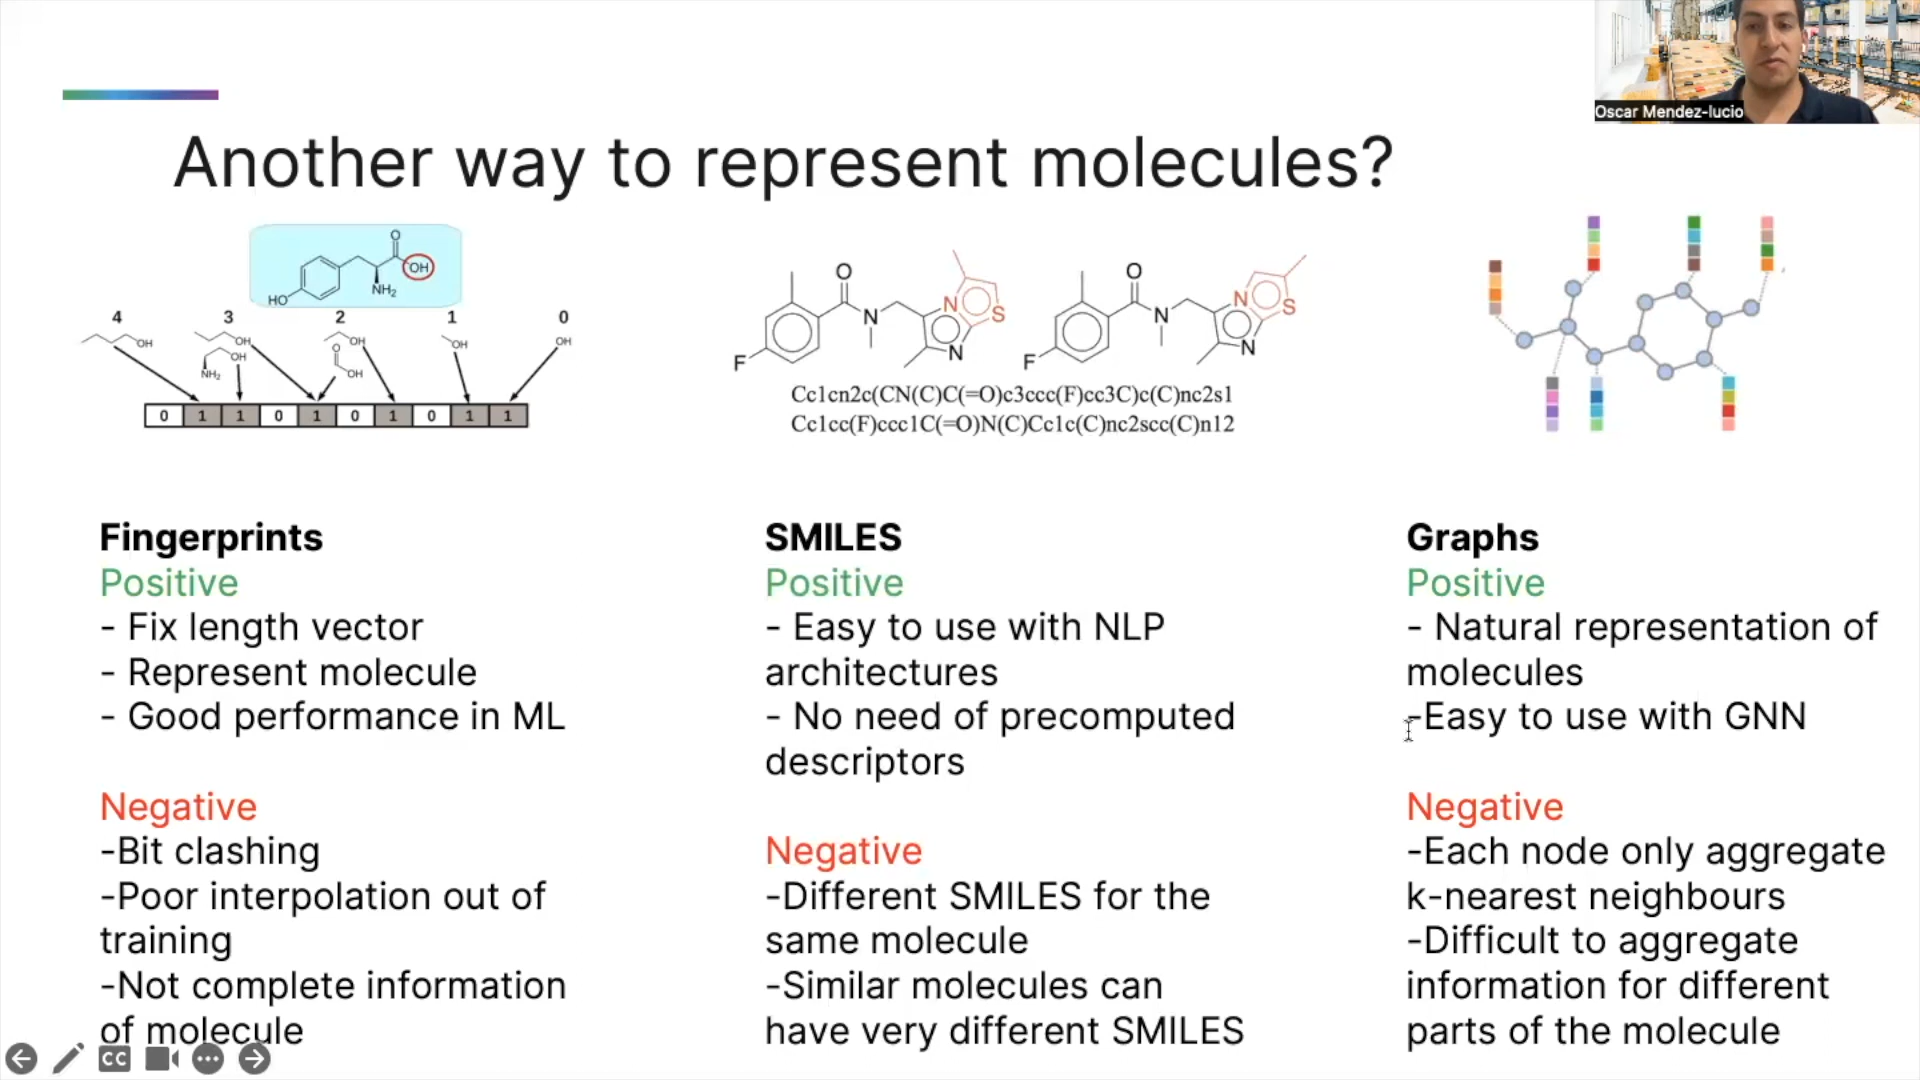 Oscar Mendez-lucio
Another way to represent molecules?
O
OH
NH₂
HO
4 3 2 1 0
OH
OH
OH
NH₂
OH
O
OH
OH
OH
0 1 1 0 1 0 1 0 1 1
O
N
N
S
N
F
O
N
N
S
N
F
Cc1cn2c(CN(C)C(=O)c3ccc(F)cc3C)c(C)nc2s1
Cc1cc(F)ccc1C(=O)N(C)Cc1c(C)nc2scc(C)n12
Fingerprints
Positive
- Fix length vector
- Represent molecule
- Good performance in ML
Negative
-Bit clashing
-Poor interpolation out of
training
-Not complete information
of molecule
SMILES
Positive
- Easy to use with NLP
architectures
- No need of precomputed
descriptors
Negative
-Different SMILES for the
same molecule
-Similar molecules can
have very different SMILES
Graphs
Positive
- Natural representation of
molecules
-Easy to use with GNN
Negative
-Each node only aggregate
k-nearest neighbours
-Difficult to aggregate
information for different
parts of the molecule
CC